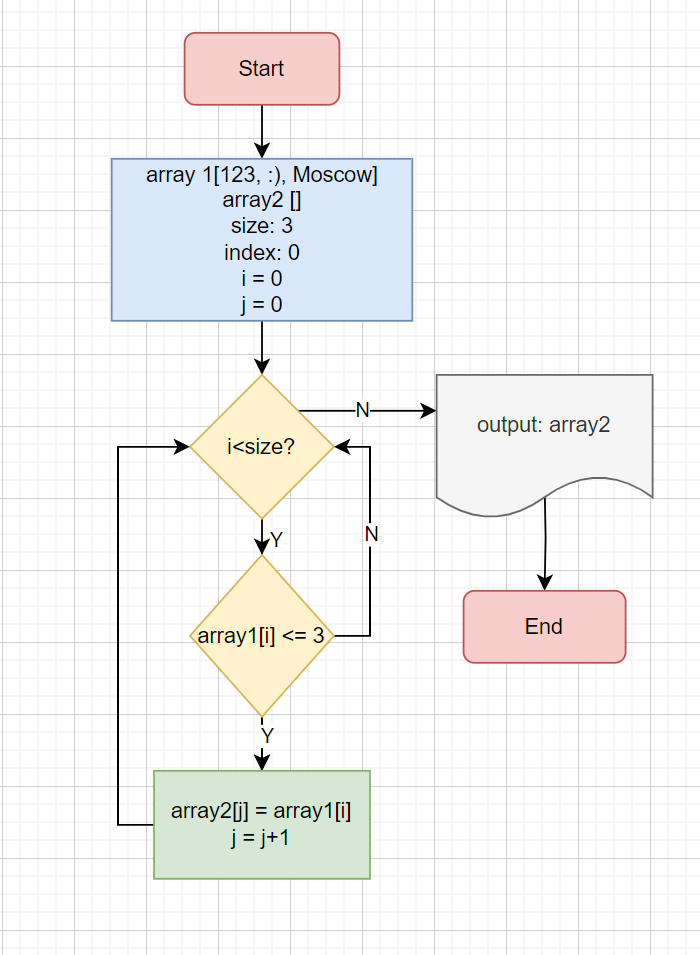 Start
array 1[123, :), Moscow]
array2 []
size: 3
index: 0
i = 0
j = 0
i<size?
N
output: array2
Y
N
array1[i] <= 3
End
Y
array2[j] = array1[i]
j = j+1